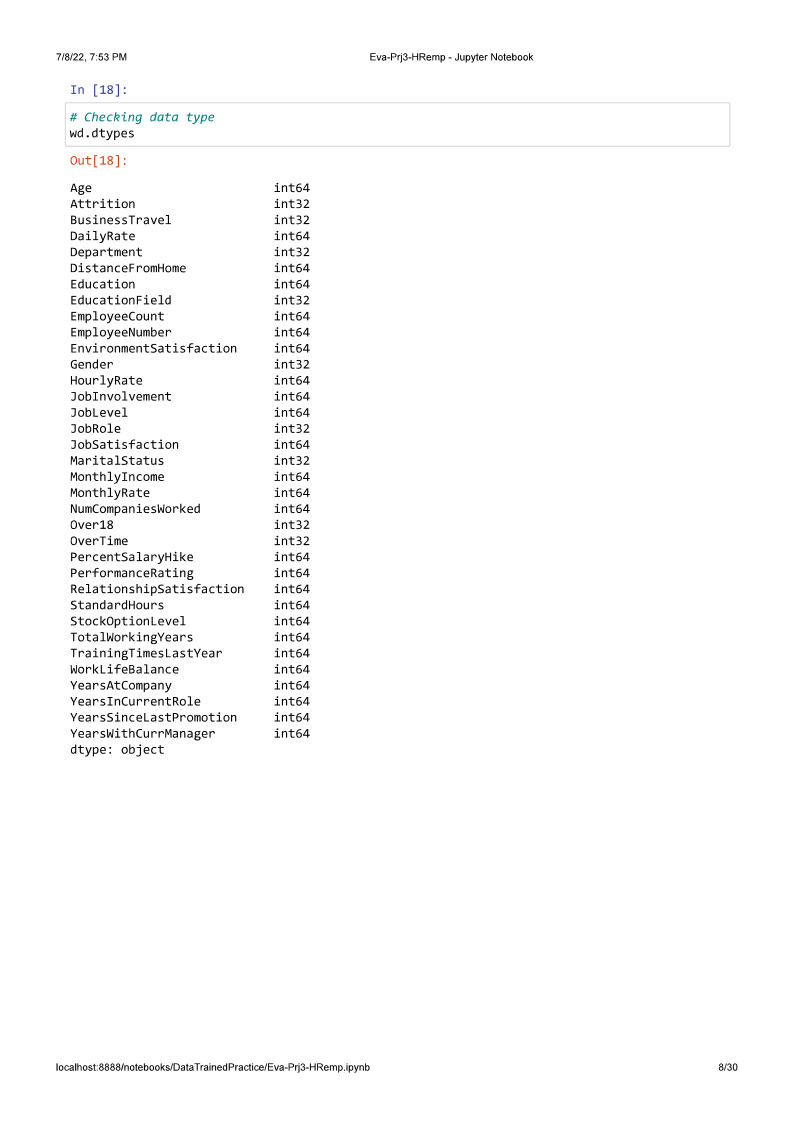 7/8/22, 7:53 PM Eva-Prj3-HRemp - Jupyter Notebook
In [18]:
# Checking data type
wd.dtypes
Out[18]:
Age int64
Attrition int32
BusinessTravel int32
DailyRate int64
Department int32
DistanceFromHome int64
Education int64
EducationField int32
EmployeeCount int64
EmployeeNumber int64
EnvironmentSatisfaction int64
Gender int32
HourlyRate int64
JobInvolvement int64
JobLevel int64
JobRole int32
JobSatisfaction int64
MaritalStatus int32
MonthlyIncome int64
MonthlyRate int64
NumCompaniesWorked int64
Over18 int32
OverTime int32
PercentSalaryHike int64
PerformanceRating int64
RelationshipSatisfaction int64
StandardHours int64
StockOptionLevel int64
TotalWorkingYears int64
TrainingTimesLastYear int64
WorkLifeBalance int64
YearsAtCompany int64
YearsInCurrentRole int64
YearsSinceLastPromotion int64
YearsWithCurrManager int64
dtype: object
localhost:8888/notebooks/DataTrainedPractice/Eva-Prj3-HRemp.ipynb 8/30